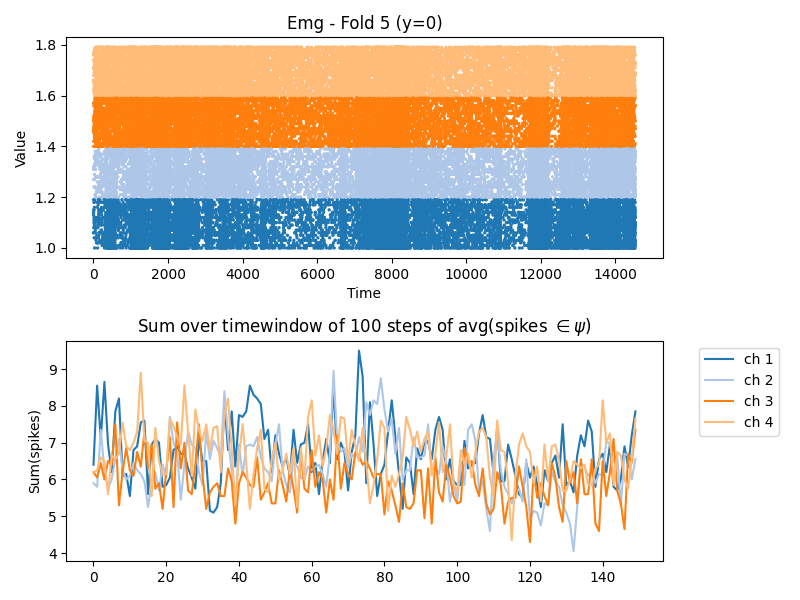 Emg - Fold 5 (y=0)
1.8
1.6
1.4
1.2
1.0
Value
0 2000 4000 6000 8000 10000 12000 14000
Time
Sum over timewindow of 100 steps of avg(spikes ∈ ψ)
9
8
7
6
5
4
Sum(spikes)
0 20 40 60 80 100 120 140
ch 1
ch 2
ch 3
ch 4